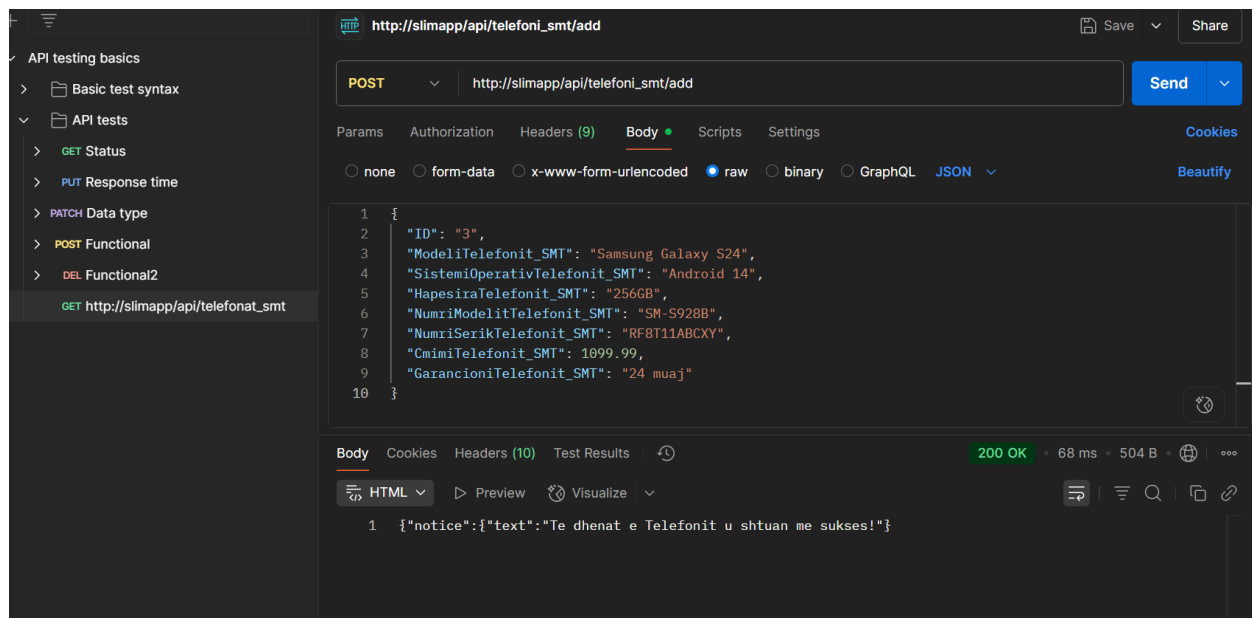 HTTP http://slimapp/api/telefoni_smt/add Save Share
API testing basics
Basic test syntax
API tests
GET Status
PUT Response time
PATCH Data type
POST Functional
DEL Functional2
GET http://slimapp/api/telefonat_smt
POST http://slimapp/api/telefoni_smt/add Send
Params Authorization Headers (9) Body Scripts Settings Cookies
none form-data x-www-form-urlencoded raw binary GraphQL JSON Beautify
1 {
2 "ID": "3",
3 "ModeliTelefonit_SMT": "Samsung Galaxy S24",
4 "SistemiOperativTelefonit_SMT": "Android 14",
5 "HapesiraTelefonit_SMT": "256GB",
6 "NumriModelitTelefonit_SMT": "SM-S928B",
7 "NumriSerikTelefonit_SMT": "RF8T11ABCXY",
8 "CmimiTelefonit_SMT": 1099.99,
9 "GarancioniTelefonit_SMT": "24 muaj"
10 }
Body Cookies Headers (10) Test Results 200 OK 68 ms 504 B
HTML Preview Visualize
1 {"notice":{"text":"Te dhenat e Telefonit u shtuan me sukses!"}